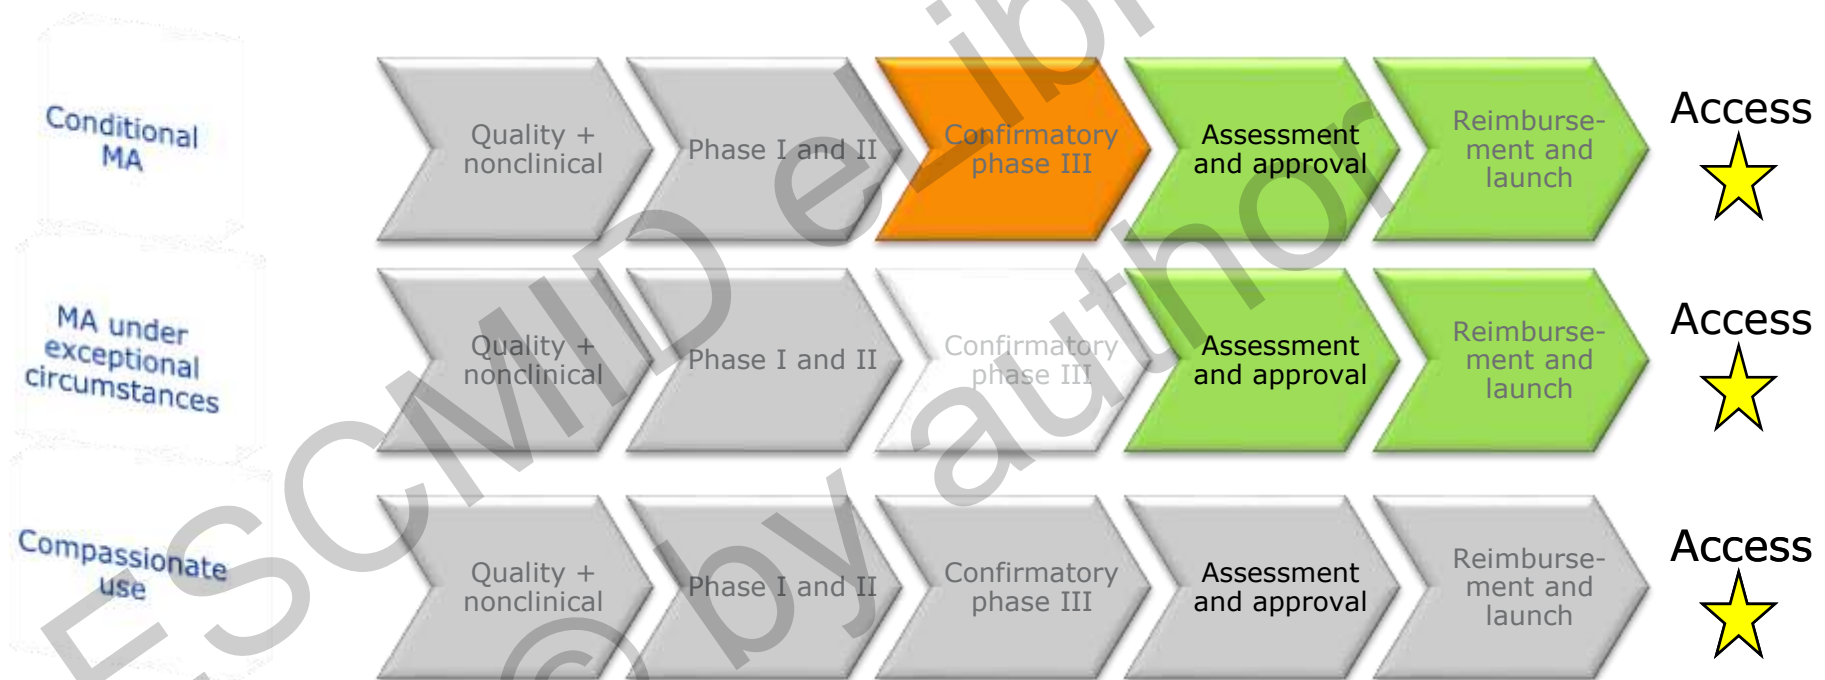 Conditional
MA
Quality +
nonclinical
Phase I and II
Confirmatory
phase III
Assessment
and approval
Reimburse-
ment and
launch
Access
MA under
exceptional
circumstances
Quality +
nonclinical
Phase I and II
Confirmatory
phase III
Assessment
and approval
Reimburse-
ment and
launch
Access
Compassionate
use
Quality +
nonclinical
Phase I and II
Confirmatory
phase III
Assessment
and approval
Reimburse-
ment and
launch
Access
ESCMID eLibr
© by author